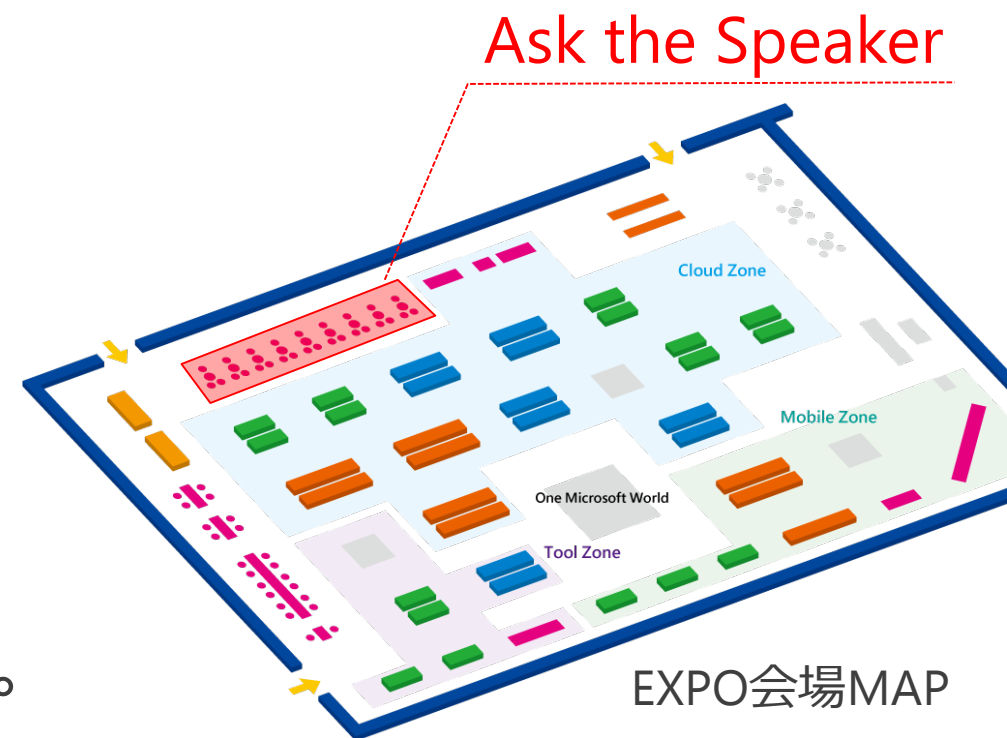 Ask the Speaker
Cloud Zone
Mobile Zone
One Microsoft World
Tool Zone
。
EXPO会場MAP